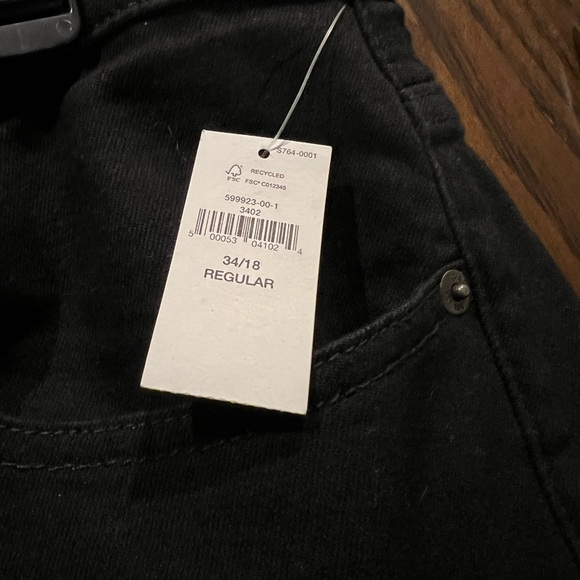 S764-0001
RECYCLED
FSC FSC® C012345
599923-00-1
3402
5 00053 04102 4
34/18
REGULAR